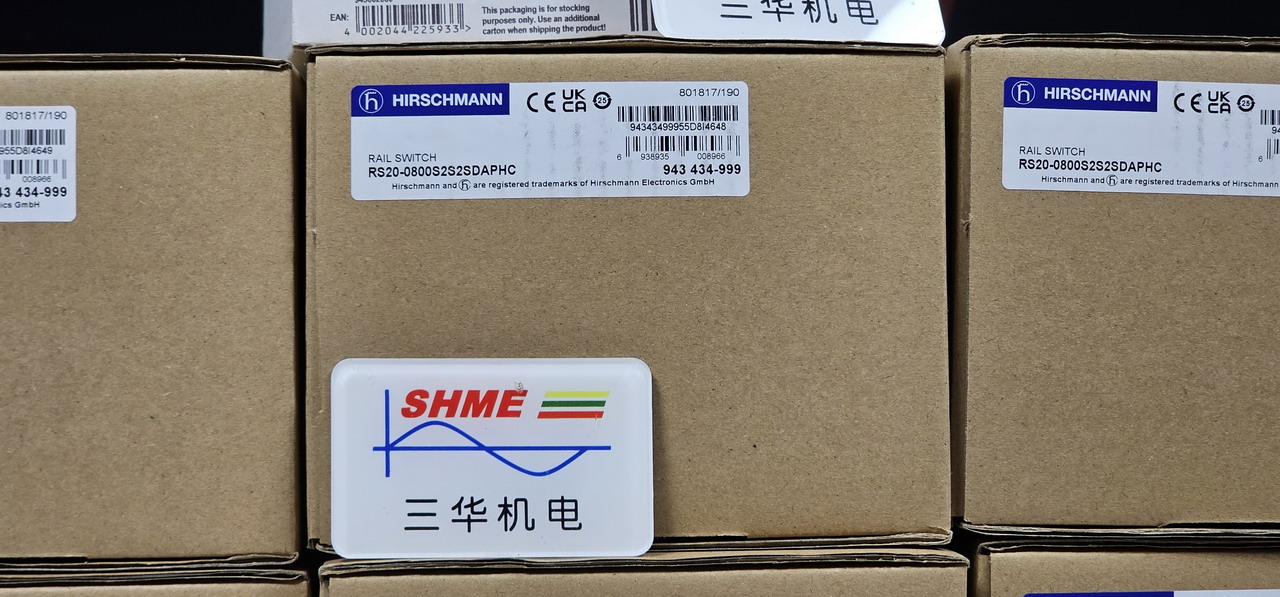 EAN:
4 002044 225933 >
This packaging is for stocking
purposes only. Use an additional
carton when shipping the product!
三华机电
801817/190
955D8I4649
008966
43 434-999
ics GmbH
HIRSCHMANN
CE UK CA 25
801817/190
94343499955D8I4648
6 938935 008966
RAIL SWITCH
RS20-0800S2S2SDAPHC
943 434-999
Hirschmann and h are registered trademarks of Hirschmann Electronics GmbH
HIRSCHMANN
CE UK CA 25
94
6
RAIL SWITCH
RS20-0800S2S2SDAPHC
Hirschmann and h are registered trademarks of Hirschmann
SHME
三华机电